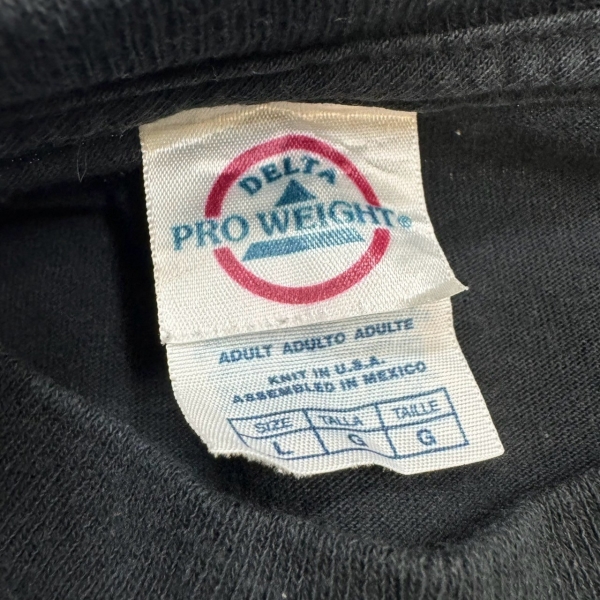 DELTA
PRO WEIGHT®
ADULT ADULTO ADULTE
KNIT IN U.S.A.
ASSEMBLED IN MEXICO
SIZE TALLA TAILLE
L G G